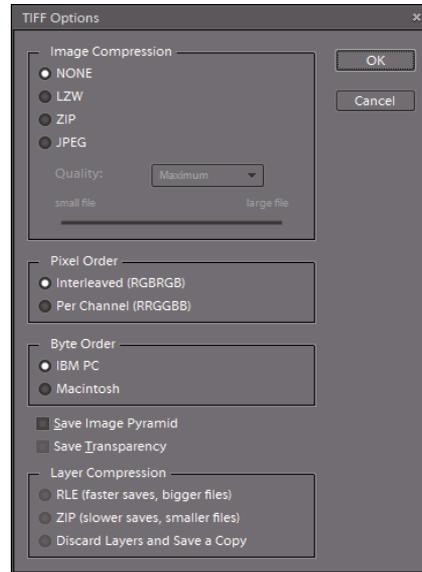 TIFF Options
Image Compression
OK
NONE
LZW
Cancel
ZIP
JPEG
Quality: Maximum
small file large file
Pixel Order
Interleaved (RGBRGB)
Per Channel (RRGGBB)
Byte Order
IBM PC
Macintosh
Save Image Pyramid
Save Transparency
Layer Compression
RLE (faster saves, bigger files)
ZIP (slower saves, smaller files)
Discard Layers and Save a Copy